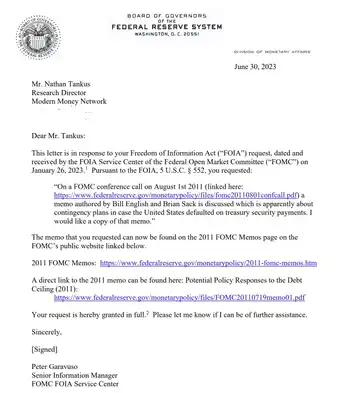 BOARD OF GOVERNORS
OF THE
FEDERAL RESERVE SYSTEM
WASHINGTON, D. C. 20551
DIVISION OF MONETARY AFFAIRS
June 30, 2023
Mr. Nathan Tankus
Research Director
Modern Money Network
Dear Mr. Tankus:
This letter is in response to your Freedom of Information Act (“FOIA”) request, dated and
received by the FOIA Service Center of the Federal Open Market Committee (“FOMC”) on
January 26, 2023.1 Pursuant to the FOIA, 5 U.S.C. § 552, you requested:
“On a FOMC conference call on August 1st 2011 (linked here:
https://www.federalreserve.gov/monetarypolicy/files/fomc20110801confcall.pdf) a
memo authored by Bill English and Brian Sack is discussed which is apparently about
contingency plans in case the United States defaulted on treasury security payments. I
would like a copy of that memo.”
The memo that you requested can now be found on the 2011 FOMC Memos page on the
FOMC’s public website linked below.
2011 FOMC Memos: https://www.federalreserve.gov/monetarypolicy/2011-fomc-memos.htm
A direct link to the 2011 memo can be found here: Potential Policy Responses to the Debt
Ceiling (2011):
https://www.federalreserve.gov/monetarypolicy/files/FOMC20110719memo01.pdf
Your request is hereby granted in full.2 Please let me know if I can be of further assistance.
Sincerely,
[Signed]
Peter Garavuso
Senior Information Manager
FOMC FOIA Service Center